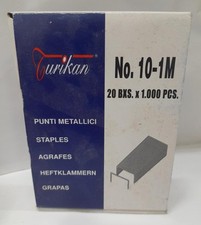 Turikan®
No. 10-1M
20 BXS. x 1.000 PCS.
PUNTI METALLICI
STAPLES
AGRAFES
HEFTKLAMMERN
GRAPAS